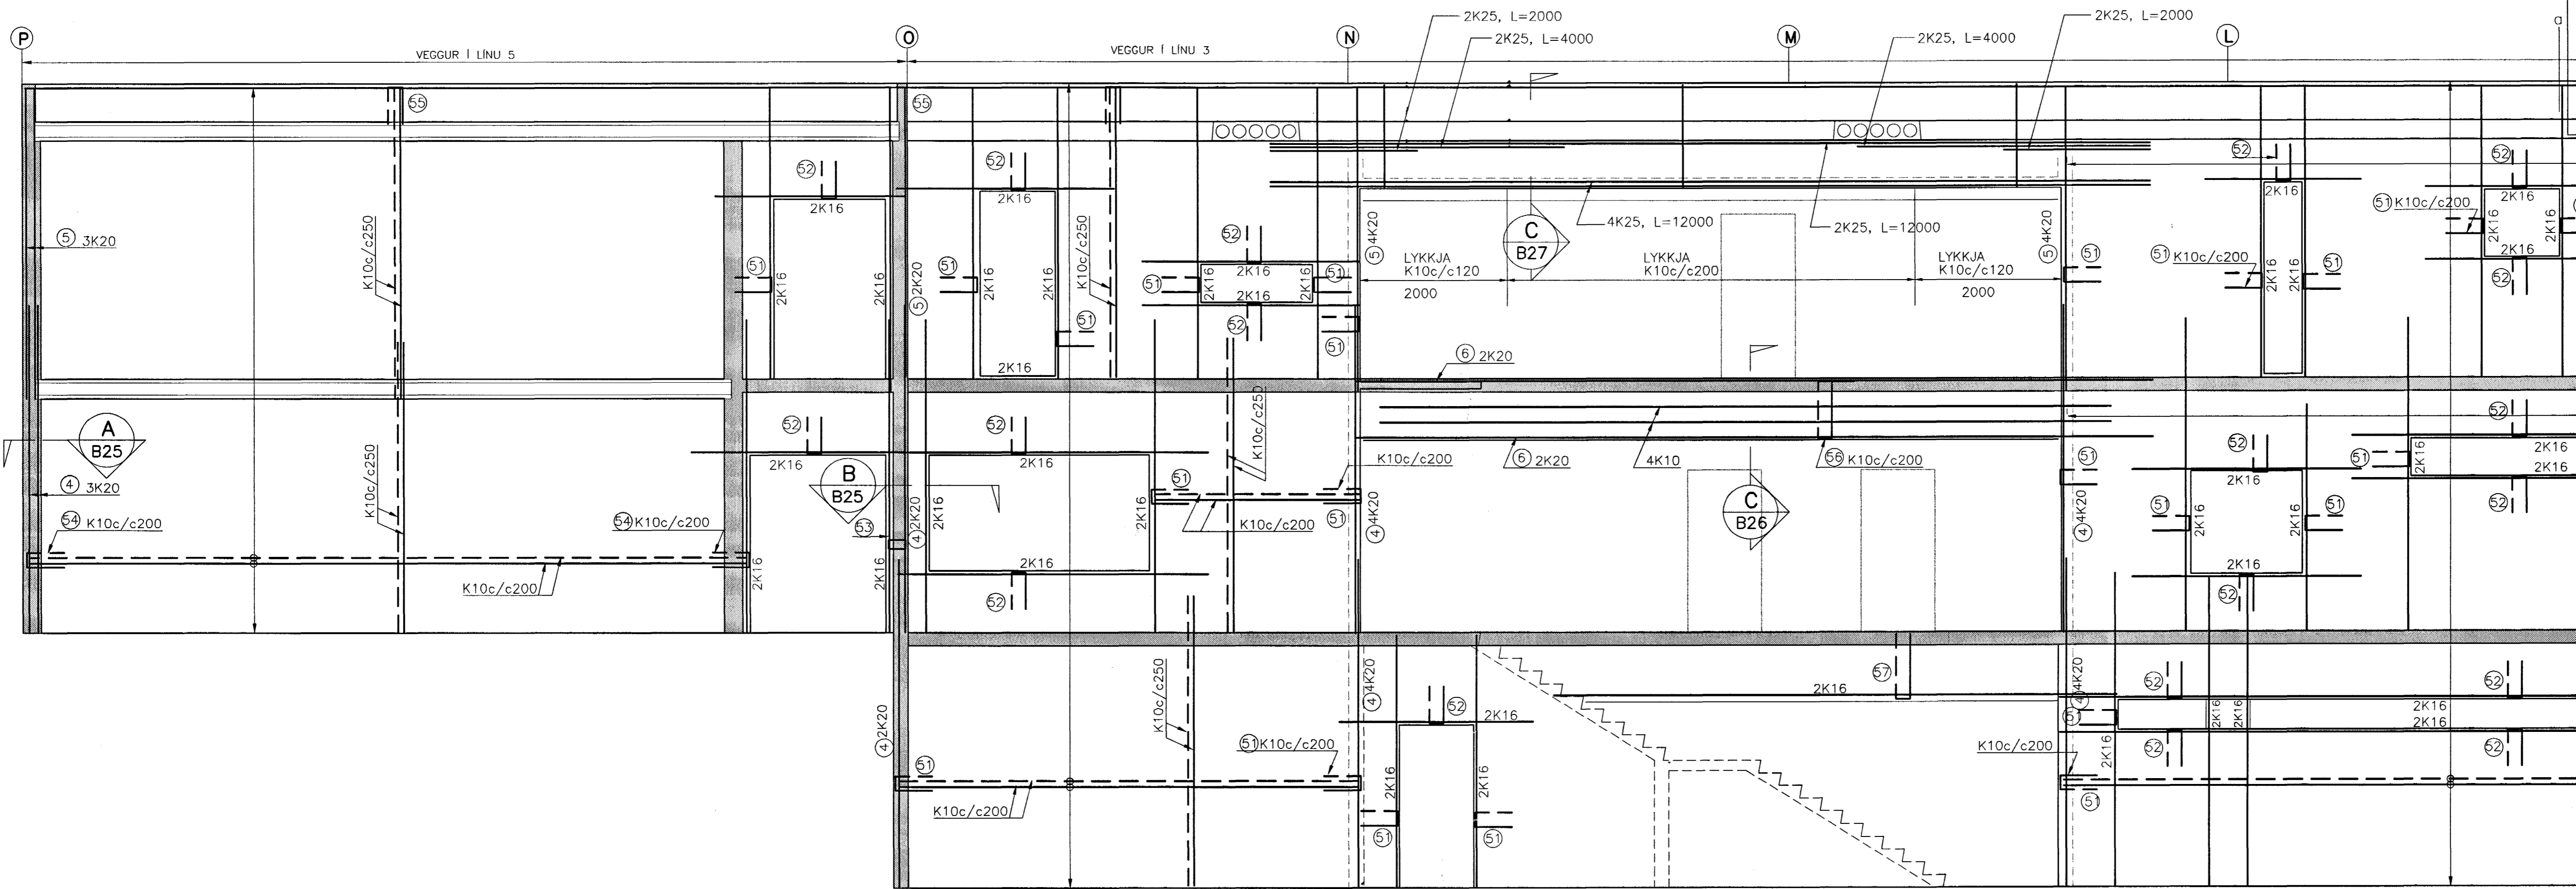 2K25, L=2000
2K25, L=2000
P
O
N
M
L
a
2K25, L=4000
2K25, L=4000
VEGGUR Í LÍNU 5
VEGGUR Í LÍNU 3
55
55
52
52
52
52
2K16
2K16
2K16
2K16
51 K10c/c200
5 3K20
K10c/c250
K10c/c250
4K25, L=12000
2K25, L=12000
C
B27
5 4K20
5 4K20
52
51
2K16
2K16
5 2K20
51
2K16
2K16
51
2K16
2K16
2K16
2K16
51
LYKKJA
K10c/c120
2000
LYKKJA
K10c/c200
LYKKJA
K10c/c120
2000
51
51 K10c/c200
2K16
2K16
51
2K16
2K16
2K16
52
51
2K16
52
51
6 2K20
A
B25
52
52
52
52
2K16
2K16
K10c/c250
K10c/c250
K10c/c200
6 2K20
4K10
56 K10c/c200
51
2K16
51
2K16
2K16
2K16
52
4 3K20
B
B25
53
4 2K20
2K16
2K16
51
51
4 4K20
C
B26
4 4K20
51
2K16
2K16
51
54 K10c/c200
54 K10c/c200
K10c/c200
K10c/c200
2K16
2K16
2K16
52
2K16
52
K10c/c250
4 4K20
57
2K16
4 4K20
52
52
52
2K16
4 2K20
51
2K16
2K16
2K16
2K16
51
51 K10c/c200
K10c/c200
2K16
52
52
K10c/c200
2K16
2K16
51
51
51